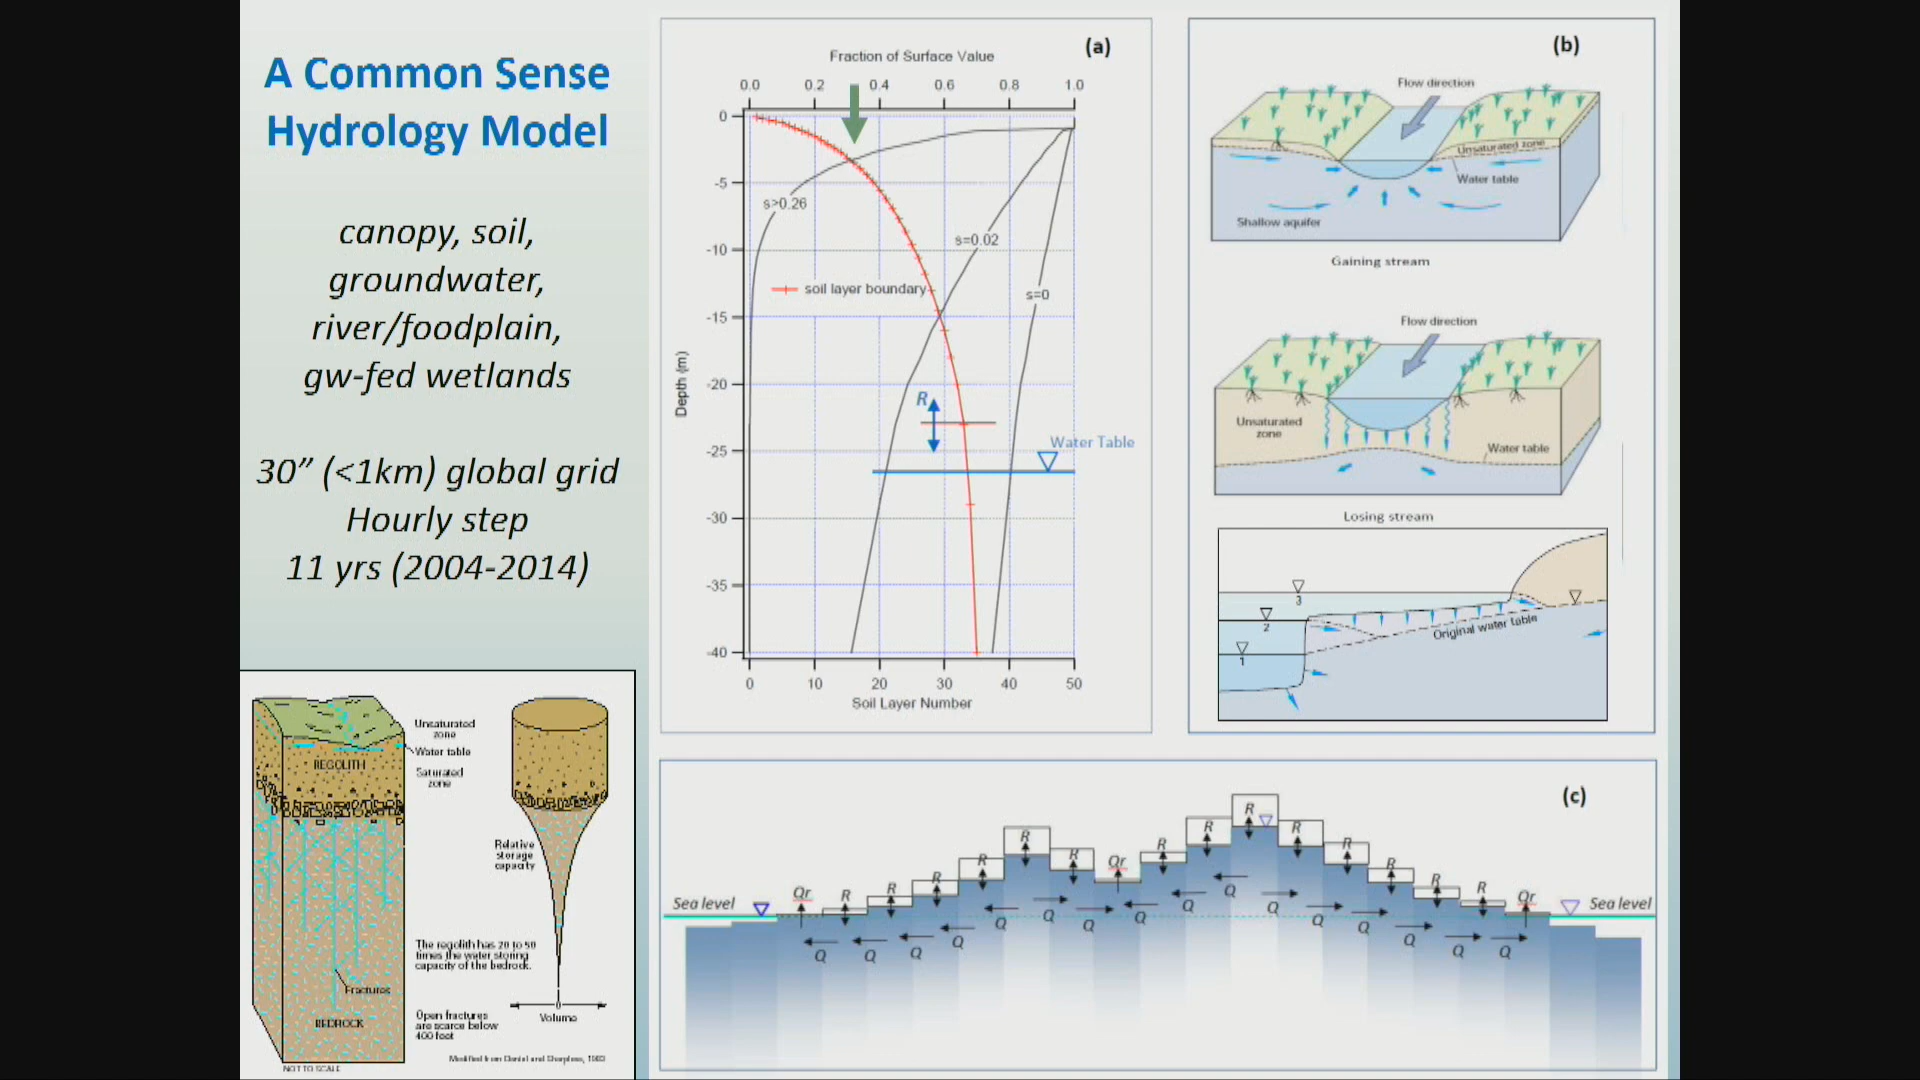 A Common Sense
Hydrology Model
canopy, soil,
groundwater,
river/foodplain,
gw-fed wetlands
30” (<1km) global grid
Hourly step
11 yrs (2004-2014)
Unsaturated
zone
Water table
Saturated
zone
REGOLITH
Relative
storage
capacity
The regolith has 20 to 50
times the water storing
capacity of the bedrock.
Fractures
BEDROCK
Open fractures
are scarce below
400 feet
0
Volume
Modified from Daniel and Sharpless, 1983
NOT TO SCALE
(a)
Fraction of Surface Value
0.0 0.2 0.4 0.6 0.8 1.0
0
-5
-10
-15
-20
-25
-30
-35
-40
Depth (m)
s>0.26
s=0.02
s=0
soil layer boundary
R
Water Table
0 10 20 30 40 50
Soil Layer Number
(b)
Flow direction
Unsaturated zone
Water table
Shallow aquifer
Gaining stream
Flow direction
Unsaturated
zone
Water table
Losing stream
3
2
1
Original water table
(c)
Sea level
Qr R R R R R R Qr R R R R R R R R Qr
Sea level
Q Q Q Q Q Q Q Q Q Q Q Q Q Q Q Q